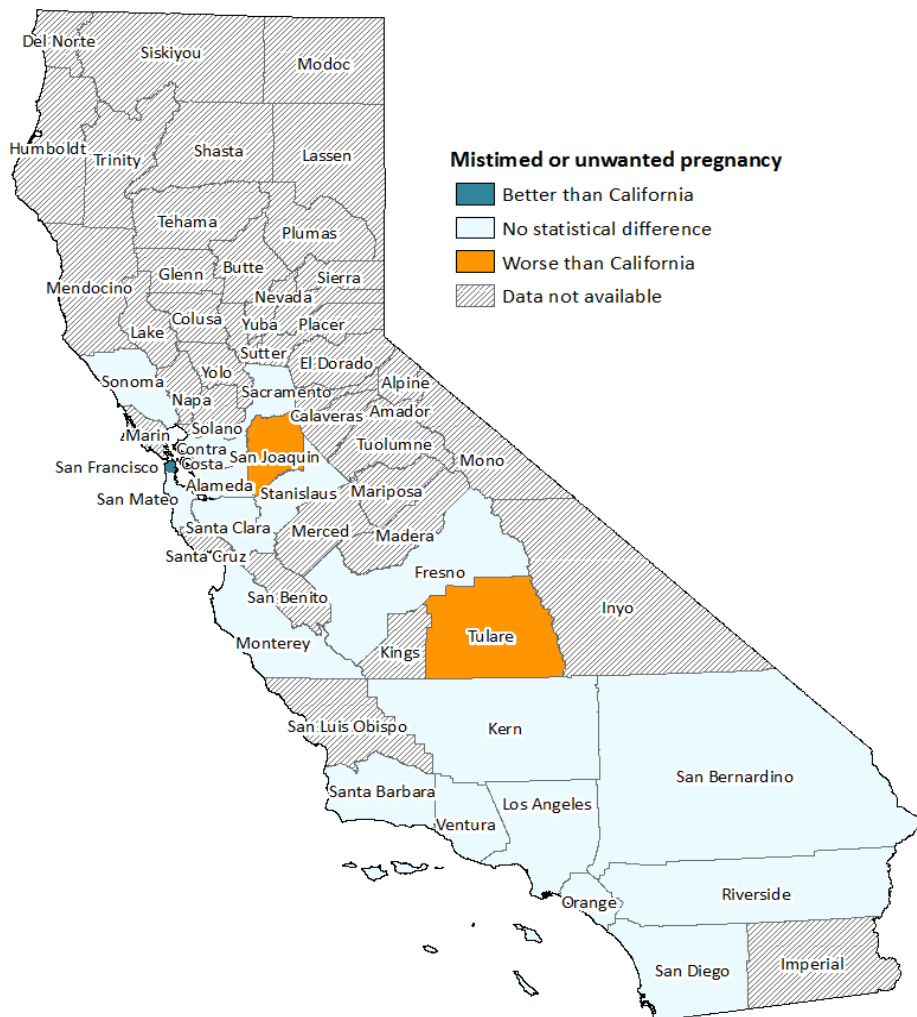 Del Norte
Siskiyou
Modoc
Humboldt
Trinity
Shasta
Lassen
Mistimed or unwanted pregnancy
Better than California
No statistical difference
Worse than California
Data not available
Tehama
Plumas
Glenn
Butte
Sierra
Mendocino
Nevada
Colusa
Yuba
Placer
Lake
Sutter
El Dorado
Yolo
Sonoma
Sacramento
Alpine
Napa
Amador
Calaveras
Solano
Marin
Tuolumne
Contra
Costa
San Joaquin
Mono
San Francisco
Alameda
Stanislaus
Mariposa
San Mateo
Santa Clara
Merced
Madera
Santa Cruz
Fresno
San Benito
Inyo
Monterey
Tulare
Kings
San Luis Obispo
Kern
San Bernardino
Santa Barbara
Los Angeles
Ventura
Orange
Riverside
San Diego
Imperial